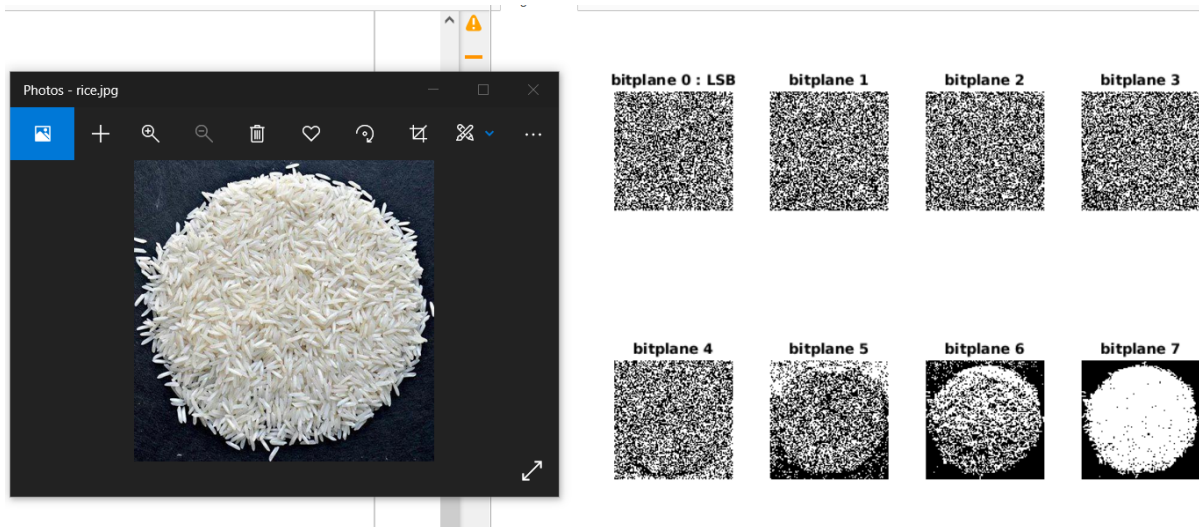 Photos - rice.jpg
bitplane 0 : LSB
bitplane 1
bitplane 2
bitplane 3
bitplane 4
bitplane 5
bitplane 6
bitplane 7